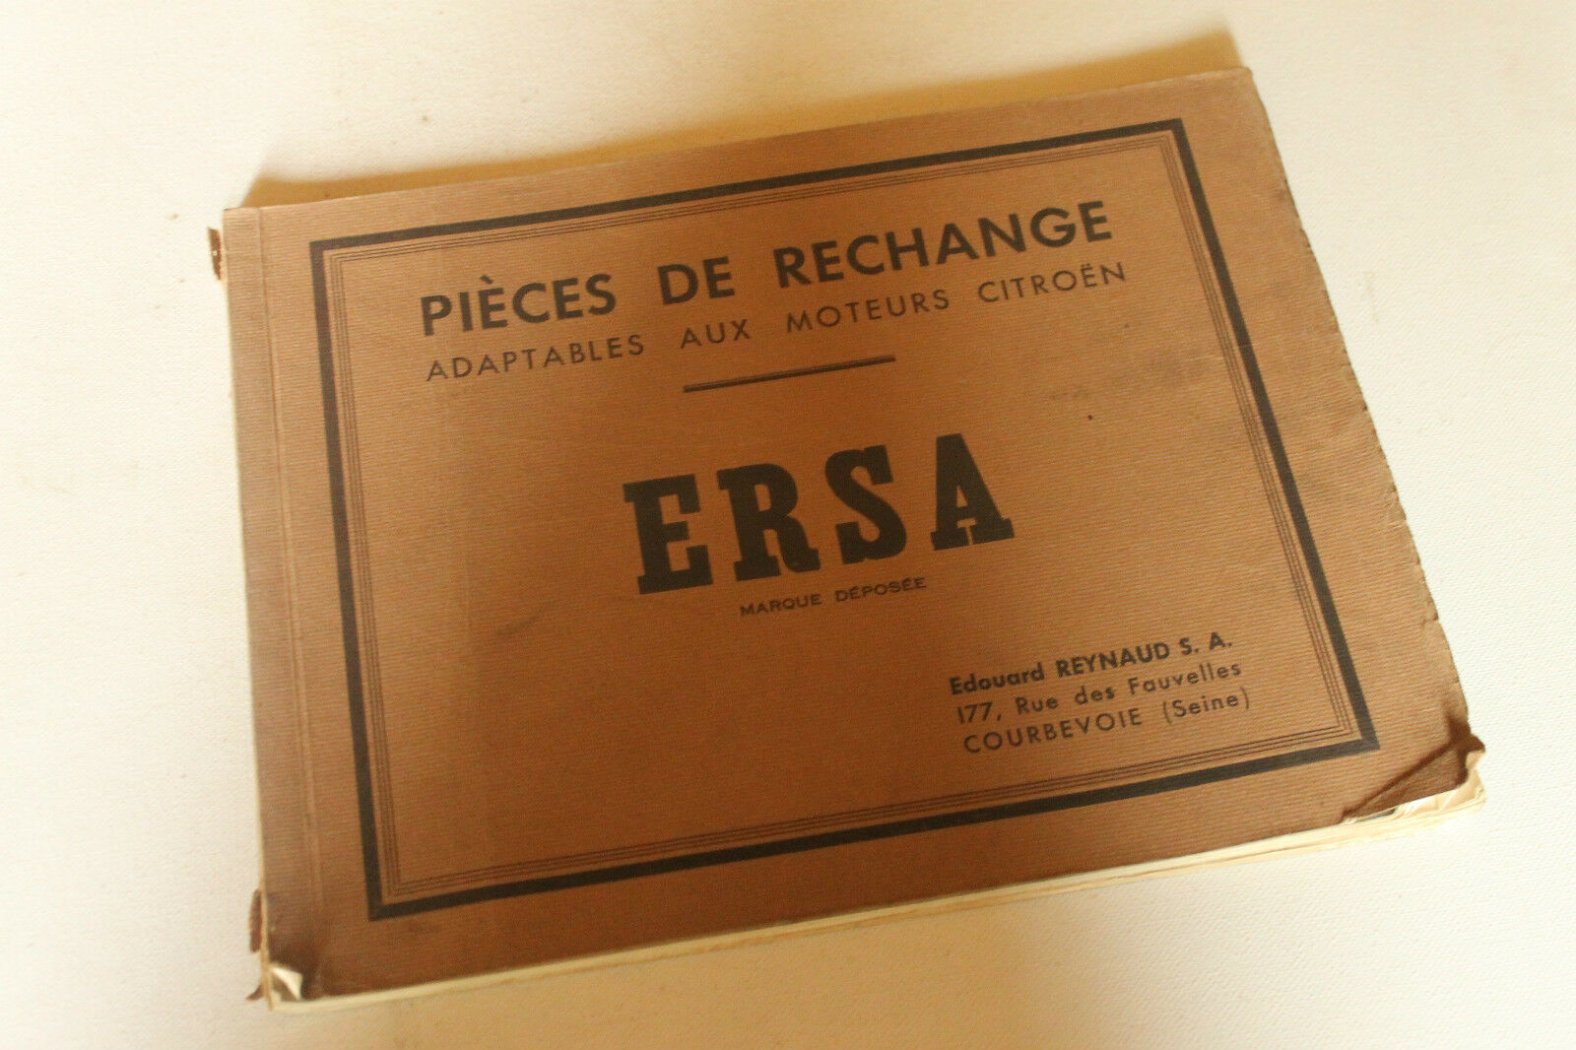 PIÈCES DE RECHANGE
ADAPTABLES AUX MOTEURS CITROËN
ERSA
MARQUE DÉPOSÉE
Edouard REYNAUD S. A.
177, Rue des Fauvelles
COURBEVOIE (Seine)